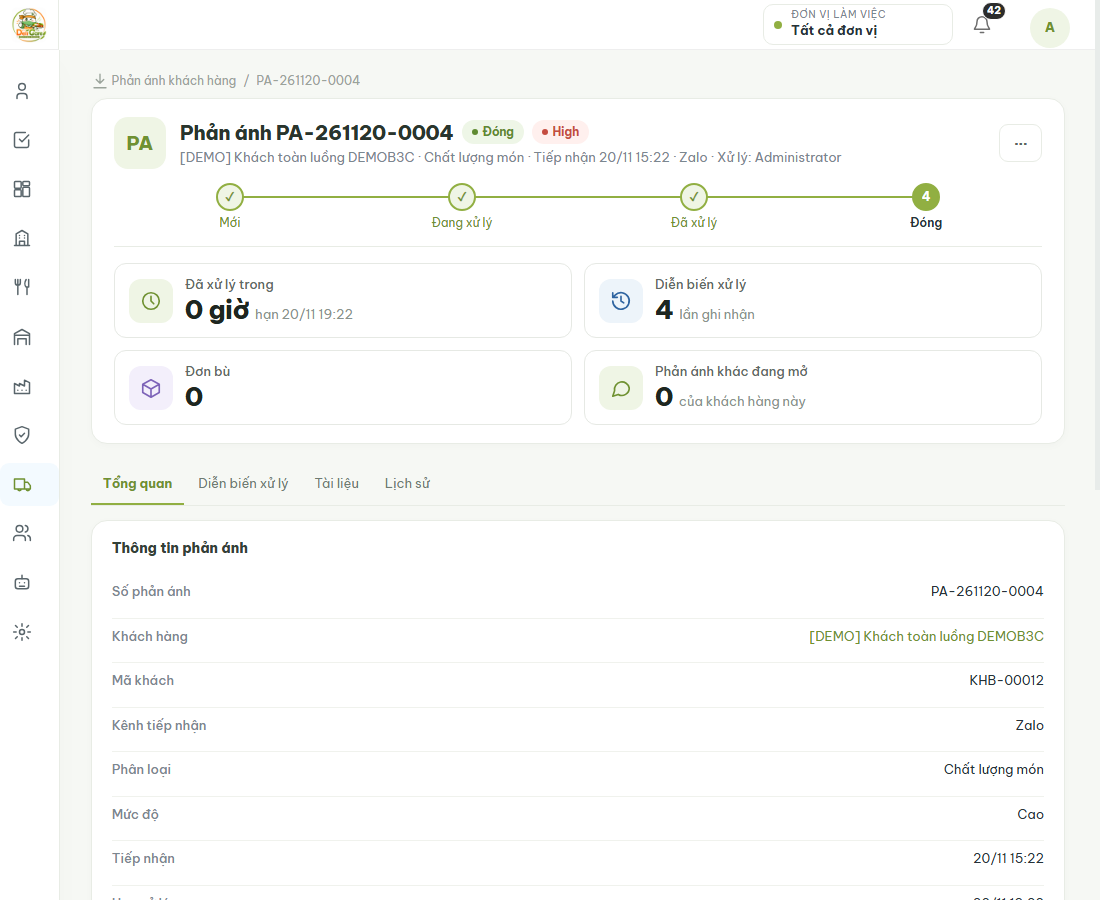 ĐƠN VỊ LÀM VIỆC
Tất cả đơn vị
42
A
Phản ánh khách hàng / PA-261120-0004
PA
Phản ánh PA-261120-0004
Đóng
High
[DEMO] Khách toàn luồng DEMOB3C · Chất lượng món · Tiếp nhận 20/11 15:22 · Zalo · Xử lý: Administrator
...
4
Mới
Đang xử lý
Đã xử lý
Đóng
Đã xử lý trong
0 giờ hạn 20/11 19:22
Diễn biến xử lý
4 lần ghi nhận
Đơn bù
0
Phản ánh khác đang mở
0 của khách hàng này
Tổng quan
Diễn biến xử lý
Tài liệu
Lịch sử
Thông tin phản ánh
Số phản ánh
PA-261120-0004
Khách hàng
[DEMO] Khách toàn luồng DEMOB3C
Mã khách
KHB-00012
Kênh tiếp nhận
Zalo
Phân loại
Chất lượng món
Mức độ
Cao
Tiếp nhận
20/11 15:22